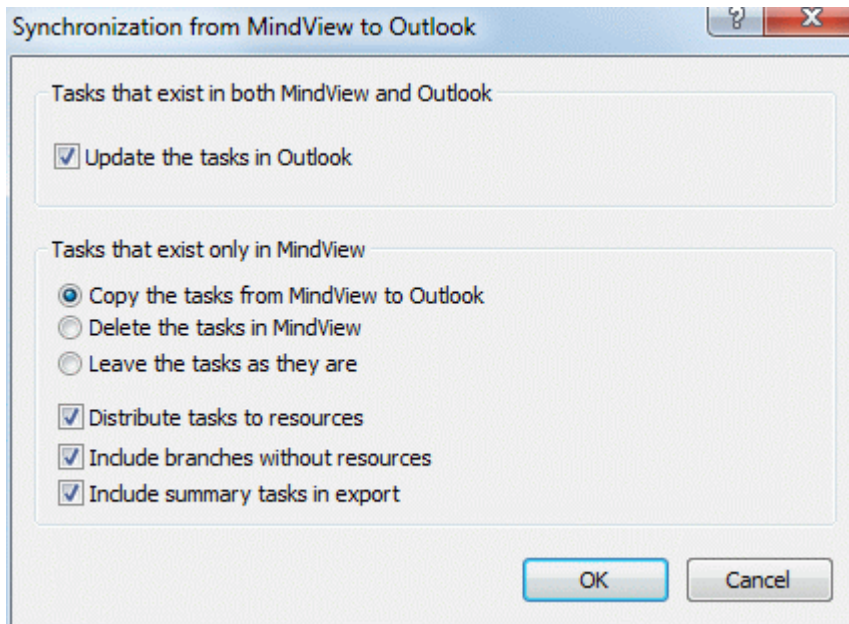 Synchronization from MindView to Outlook
Tasks that exist in both MindView and Outlook
Update the tasks in Outlook
Tasks that exist only in MindView
Copy the tasks from MindView to Outlook
Delete the tasks in MindView
Leave the tasks as they are
Distribute tasks to resources
Include branches without resources
Include summary tasks in export
OK Cancel